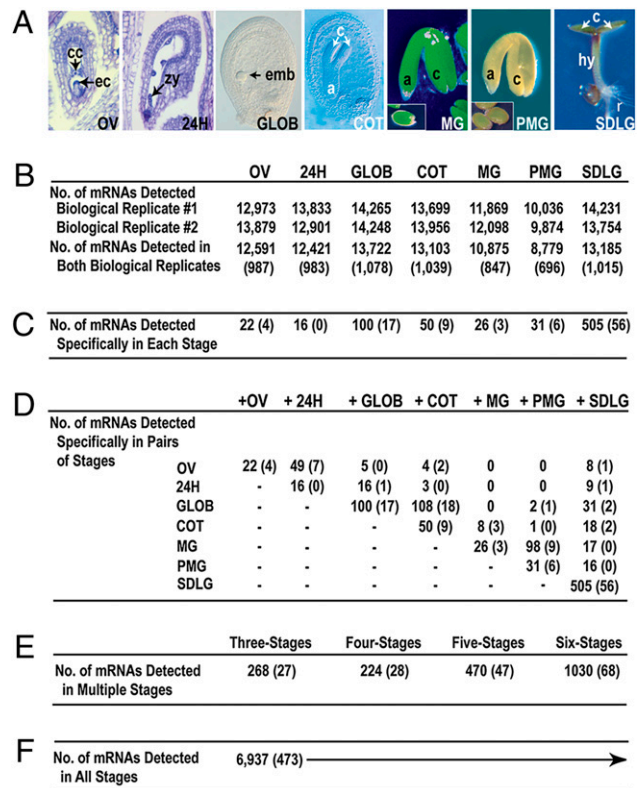 A
cc
ec
OV
zy
24H
emb
GLOB
c
a
COT
a c
MG
a c
PMG
c
hy
r
SDLG
B
OV 24H GLOB COT MG PMG SDLG
No. of mRNAs Detected
Biological Replicate #1 12,973 13,833 14,265 13,699 11,869 10,036 14,231
Biological Replicate #2 13,879 12,901 14,248 13,956 12,098 9,874 13,754
No. of mRNAs Detected in 12,591 12,421 13,722 13,103 10,875 8,779 13,185
Both Biological Replicates (987) (983) (1,078) (1,039) (847) (696) (1,015)
C
No. of mRNAs Detected 22 (4) 16 (0) 100 (17) 50 (9) 26 (3) 31 (6) 505 (56)
Specifically in Each Stage
D
+OV + 24H + GLOB + COT + MG + PMG + SDLG
No. of mRNAs Detected
Specifically in Pairs
of Stages
OV 22 (4) 49 (7) 5 (0) 4 (2) 0 0 8 (1)
24H - 16 (0) 16 (1) 3 (0) 0 0 9 (1)
GLOB - - 100 (17) 108 (18) 0 2 (1) 31 (2)
COT - - - 50 (9) 8 (3) 1 (0) 18 (2)
MG - - - - 26 (3) 98 (9) 17 (0)
PMG - - - - - 31 (6) 16 (0)
SDLG - - - - - - 505 (56)
E
Three-Stages Four-Stages Five-Stages Six-Stages
No. of mRNAs Detected 268 (27) 224 (28) 470 (47) 1030 (68)
in Multiple Stages
F
No. of mRNAs Detected 6,937 (473)
in All Stages